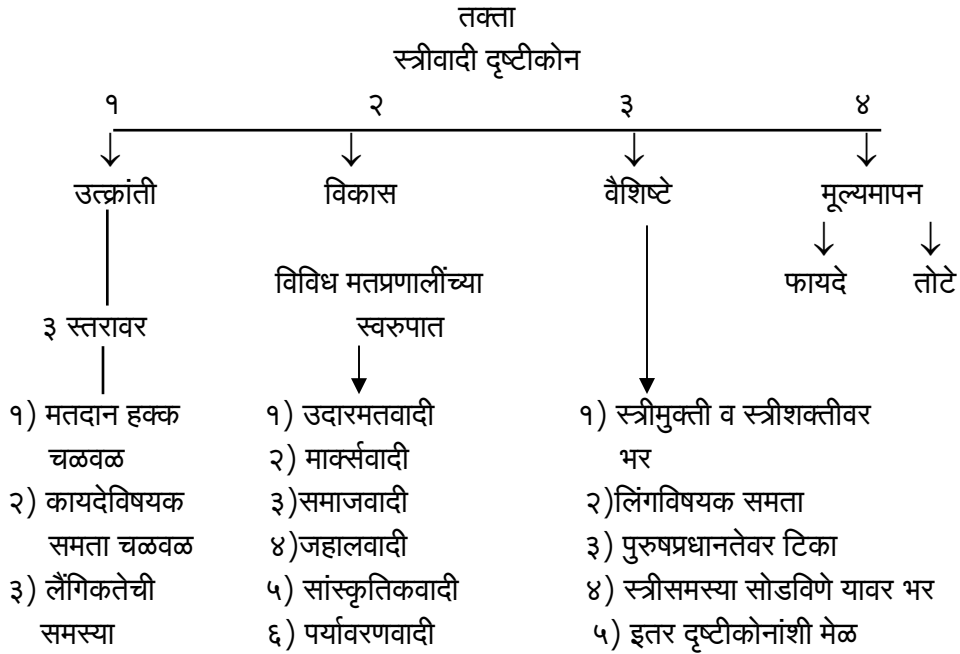 तक्ता
स्त्रीवादी दृष्टीकोन
१ २ ३ ४
उत्क्रांती विकास वैशिष्टे मूल्यमापन
विविध मतप्रणालींच्या फायदे तोटे
३ स्तरावर स्वरुपात
१) मतदान हक्क
चळवळ
२) कायदेविषयक
समता चळवळ
३) लैंगिकतेची
समस्या
१) उदारमतवादी
२) मार्क्सवादी
३)समाजवादी
४)जहालवादी
५) सांस्कृतिकवादी
६) पर्यावरणवादी
१) स्त्रीमुक्ती व स्त्रीशक्तीवर
भर
२)लिंगविषयक समता
३) पुरुषप्रधानतेवर टिका
४) स्त्रीसमस्या सोडविणे यावर भर
५) इतर दृष्टीकोनांशी मेळ